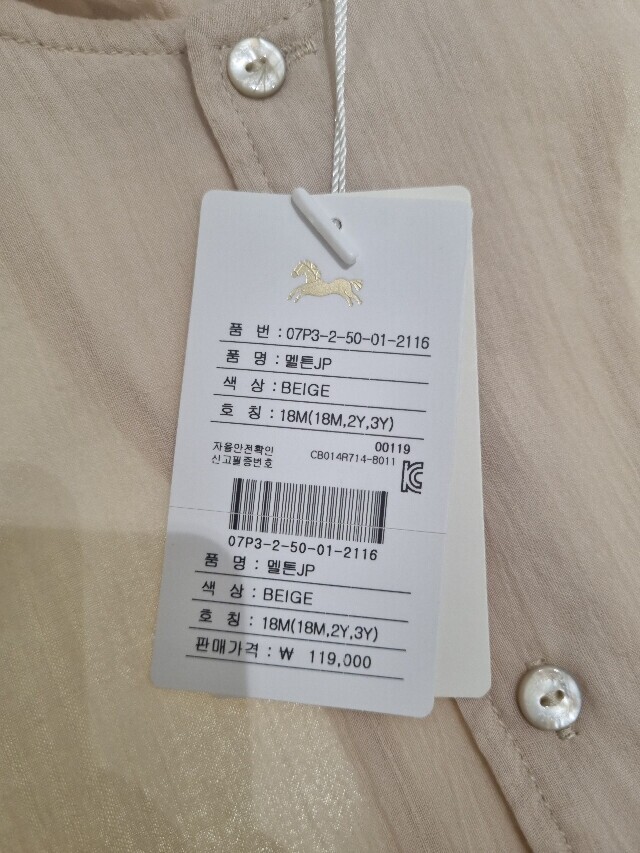 품 번 : 07P3-2-50-01-2116
품 명 : 멜튼JP
색 상 : BEIGE
호 칭 : 18M(18M,2Y,3Y)
00119
자율안전확인
신고필증번호 CB014R714-8011
07P3-2-50-01-2116
품 명 : 멜튼JP
색 상 : BEIGE
호 칭 : 18M(18M,2Y,3Y)
판매가격 : ₩ 119,000